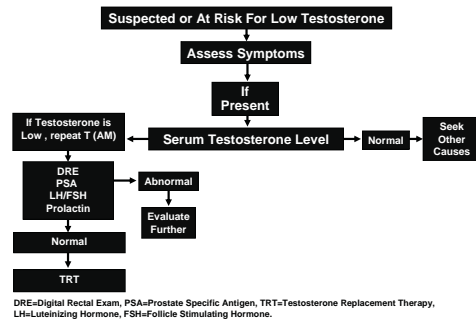 Suspected or At Risk For Low Testosterone
Assess Symptoms
If
Present
If Testosterone is
Low , repeat T (AM)
Serum Testosterone Level
Normal
Seek
Other
Causes
DRE
PSA
LH/FSH
Prolactin
Abnormal
Evaluate
Further
Normal
TRT
DRE=Digital Rectal Exam, PSA=Prostate Specific Antigen, TRT=Testosterone Replacement Therapy,
LH=Luteinizing Hormone, FSH=Follicle Stimulating Hormone.